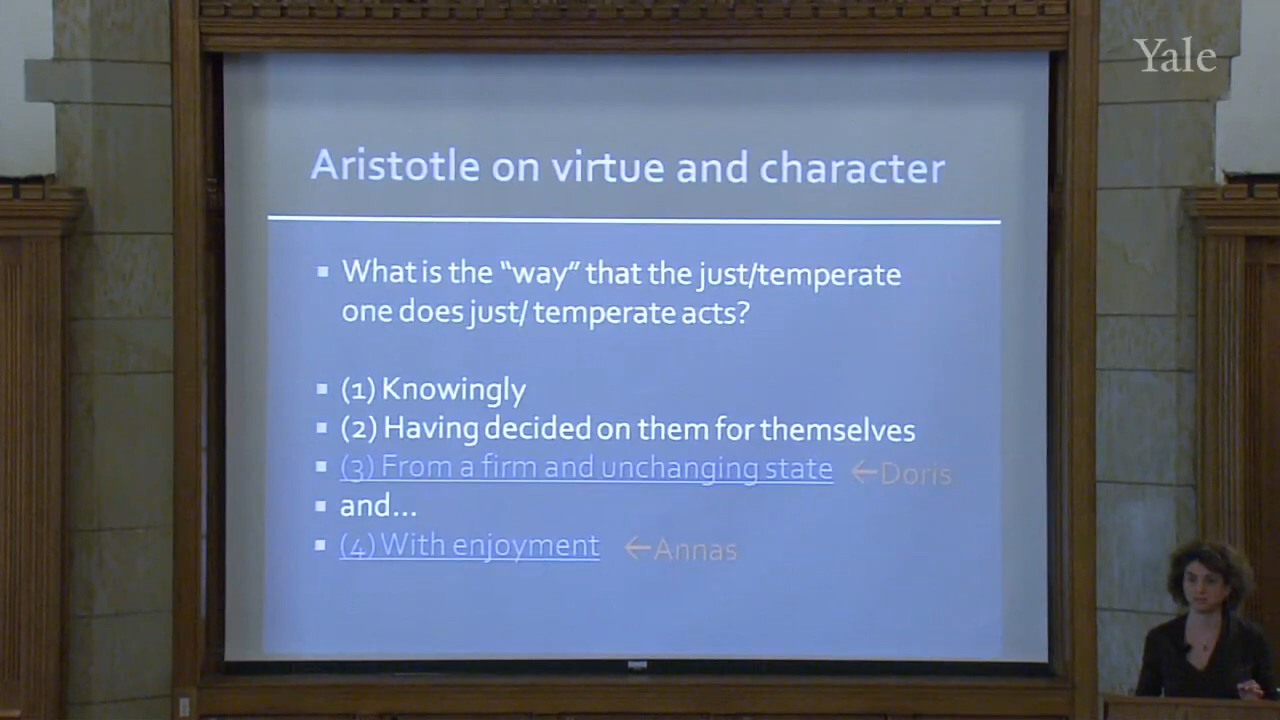 Yale
Aristotle on virtue and character
▪ What is the “way” that the just/temperate
one does just/ temperate acts?
▪ (1) Knowingly
▪ (2) Having decided on them for themselves
▪ (3) From a firm and unchanging state ←Doris
▪ and...
▪ (4) With enjoyment ←Annas